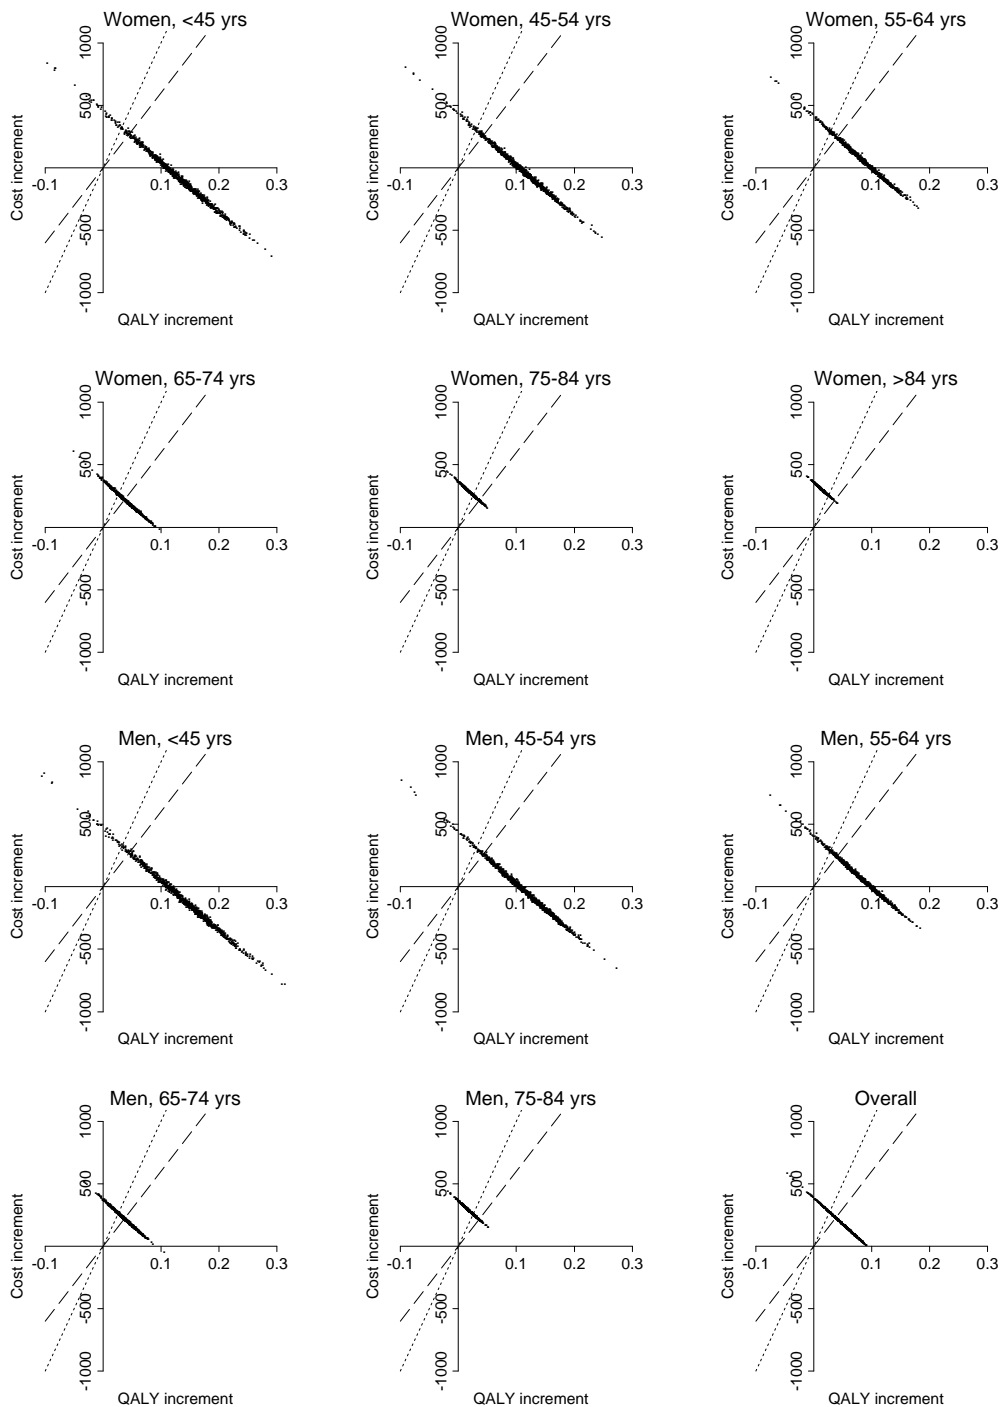 Women, <45 yrs
Cost increment
1000
500
-500
-1000
-0.1
0.1
0.2
0.3
QALY increment
Women, 45-54 yrs
Cost increment
1000
500
-500
-1000
-0.1
0.1
0.2
0.3
QALY increment
Women, 55-64 yrs
Cost increment
1000
500
-500
-1000
-0.1
0.1
0.2
0.3
QALY increment
Women, 65-74 yrs
Cost increment
1000
500
-500
-1000
-0.1
0.1
0.2
0.3
QALY increment
Women, 75-84 yrs
Cost increment
1000
500
-500
-1000
-0.1
0.1
0.2
0.3
QALY increment
Women, >84 yrs
Cost increment
1000
500
-500
-1000
-0.1
0.1
0.2
0.3
QALY increment
Men, <45 yrs
Cost increment
1000
500
-500
-1000
-0.1
0.1
0.2
0.3
QALY increment
Men, 45-54 yrs
Cost increment
1000
500
-500
-1000
-0.1
0.1
0.2
0.3
QALY increment
Men, 55-64 yrs
Cost increment
1000
500
-500
-1000
-0.1
0.1
0.2
0.3
QALY increment
Men, 65-74 yrs
Cost increment
1000
500
-500
-1000
-0.1
0.1
0.2
0.3
QALY increment
Men, 75-84 yrs
Cost increment
1000
500
-500
-1000
-0.1
0.1
0.2
0.3
QALY increment
Overall
Cost increment
1000
500
-500
-1000
-0.1
0.1
0.2
0.3
QALY increment